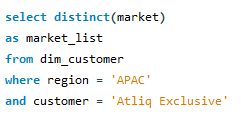 select distinct(market)
as market_list
from dim_customer
where region = 'APAC'
and customer = 'Atliq Exclusive'